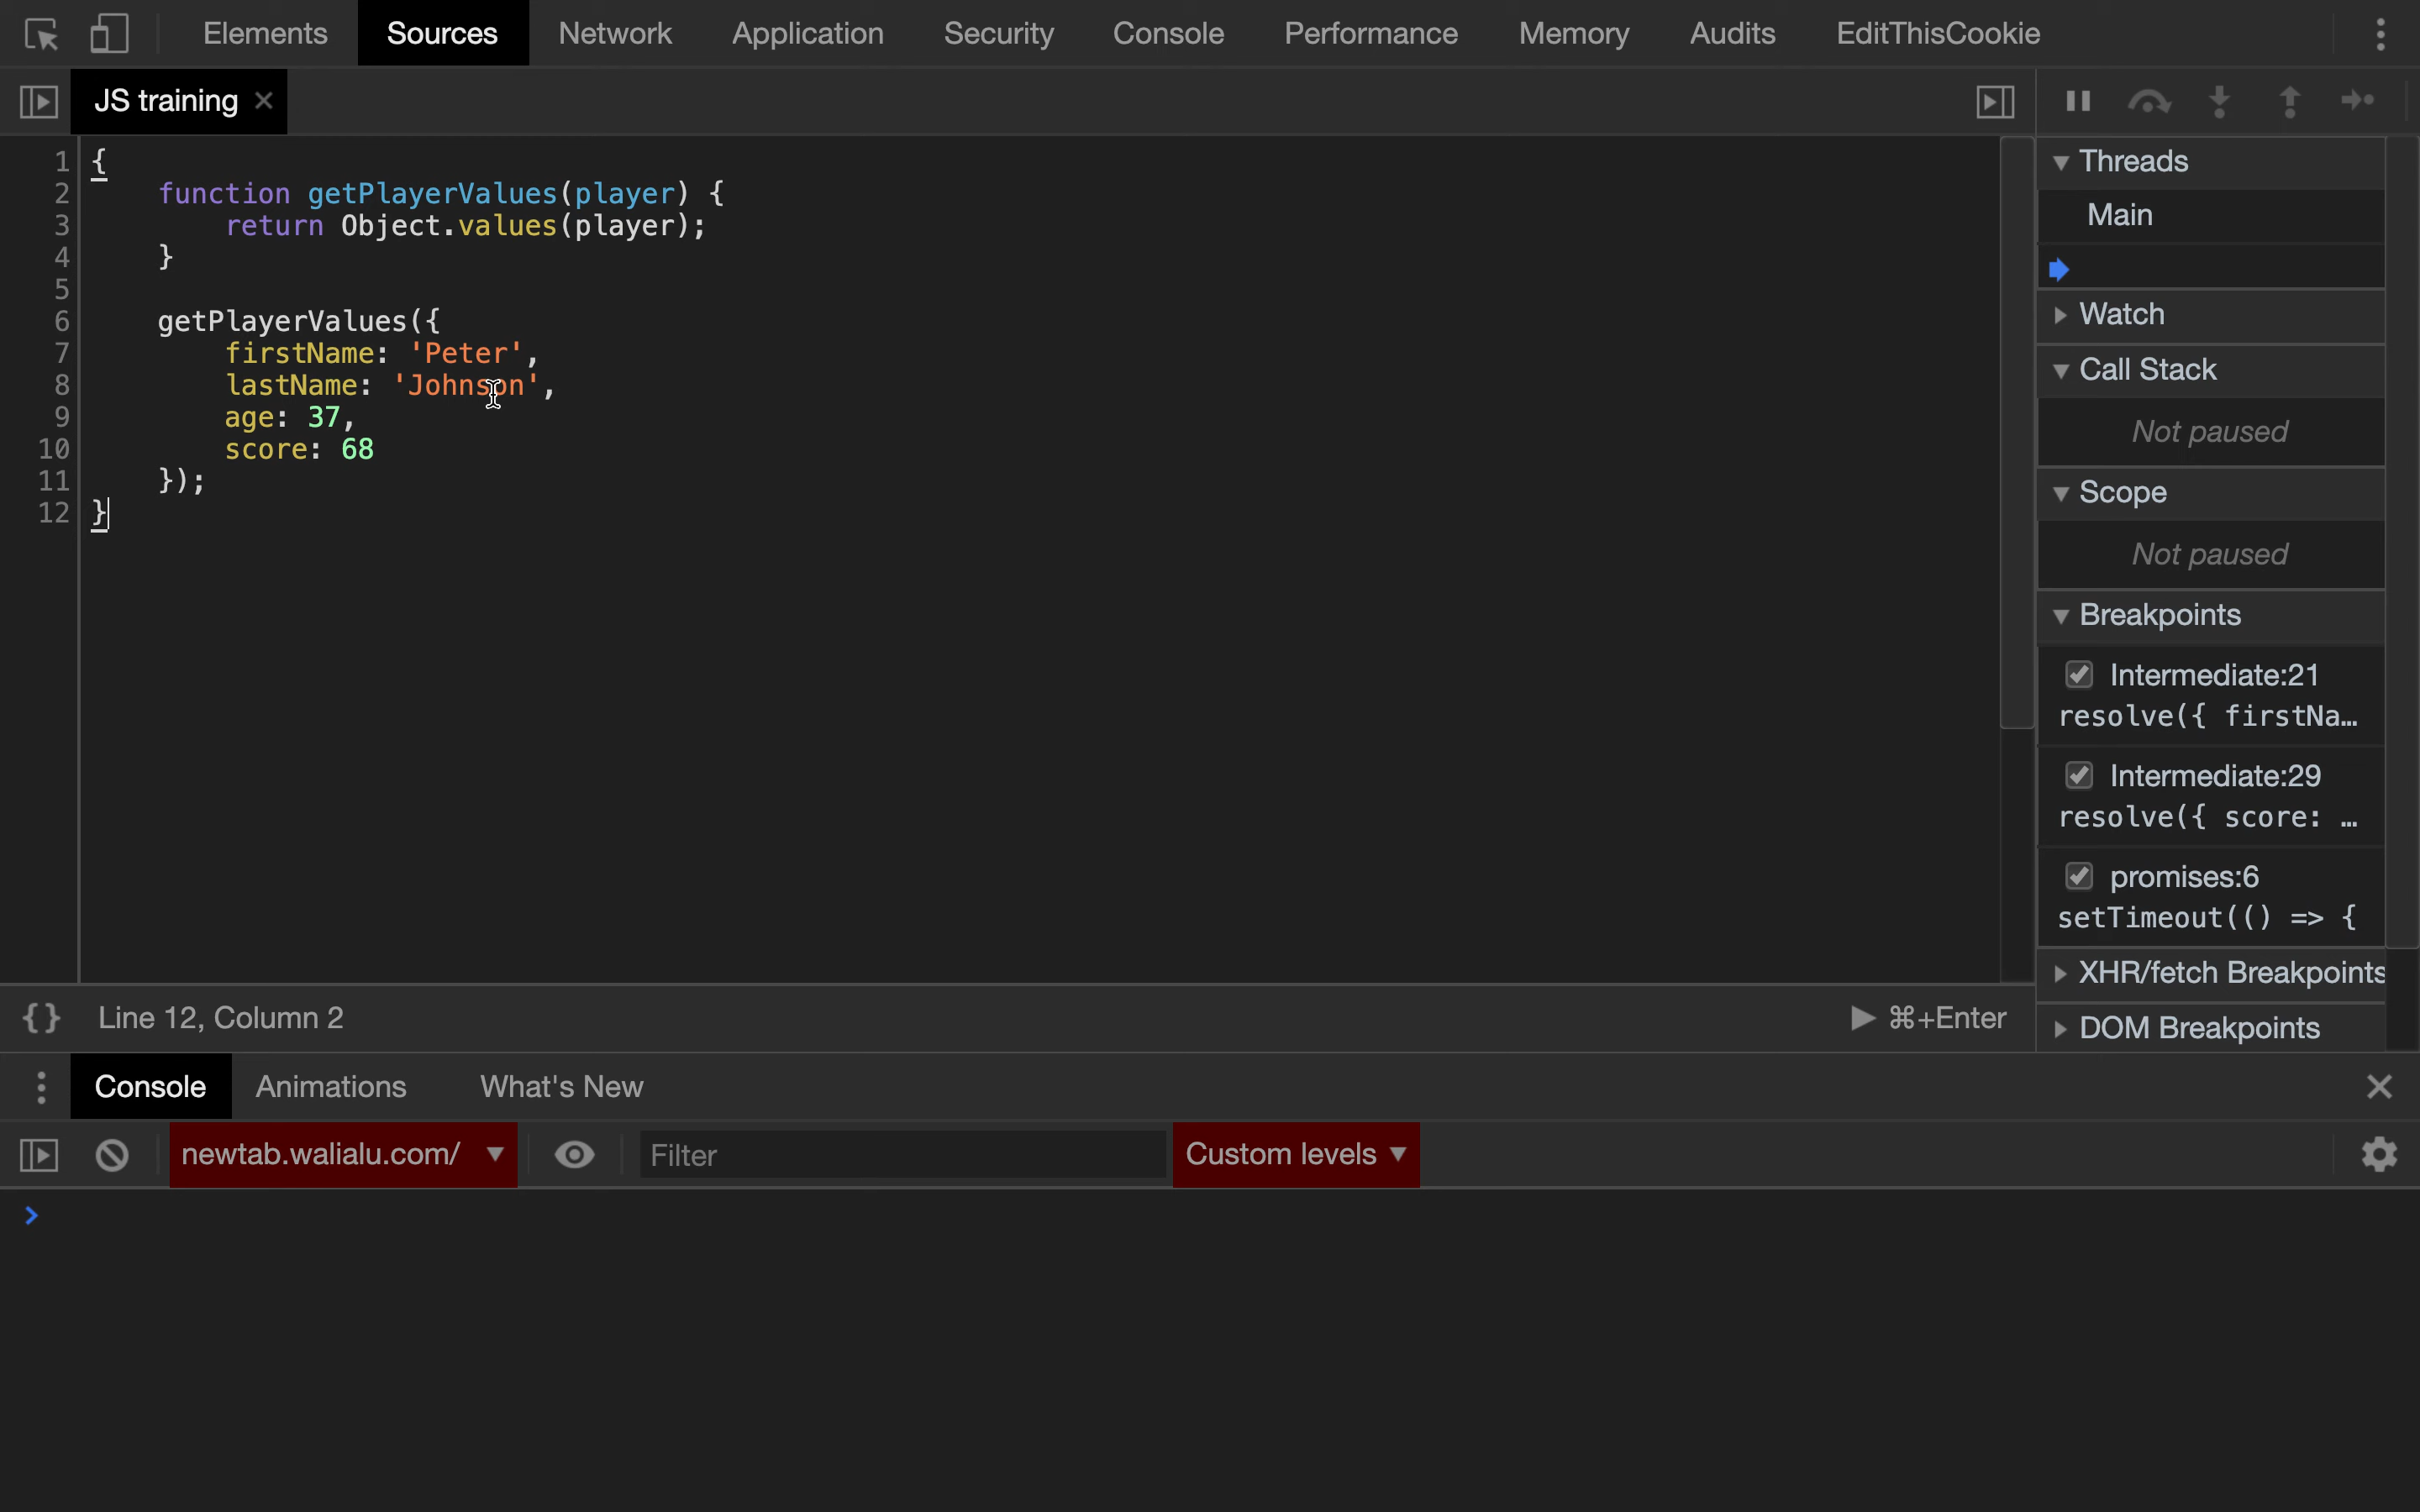 Elements Sources Network Application Security Console Performance Memory Audits EditThisCookie
JS training
1 {
2 function getPlayerValues(player) {
3 return Object.values(player);
4 }
5
6 getPlayerValues({
7 firstName: 'Peter',
8 lastName: 'Johnson',
9 age: 37,
10 score: 68
11 });
12 }
Line 12, Column 2
⌘+Enter
Threads
Main
Watch
Call Stack
Not paused
Scope
Not paused
Breakpoints
Intermediate:21
resolve({ firstNa…
Intermediate:29
resolve({ score: …
promises:6
setTimeout(() => {
XHR/fetch Breakpoints
DOM Breakpoints
Console Animations What's New
newtab.walialu.com/ Filter Custom levels
>